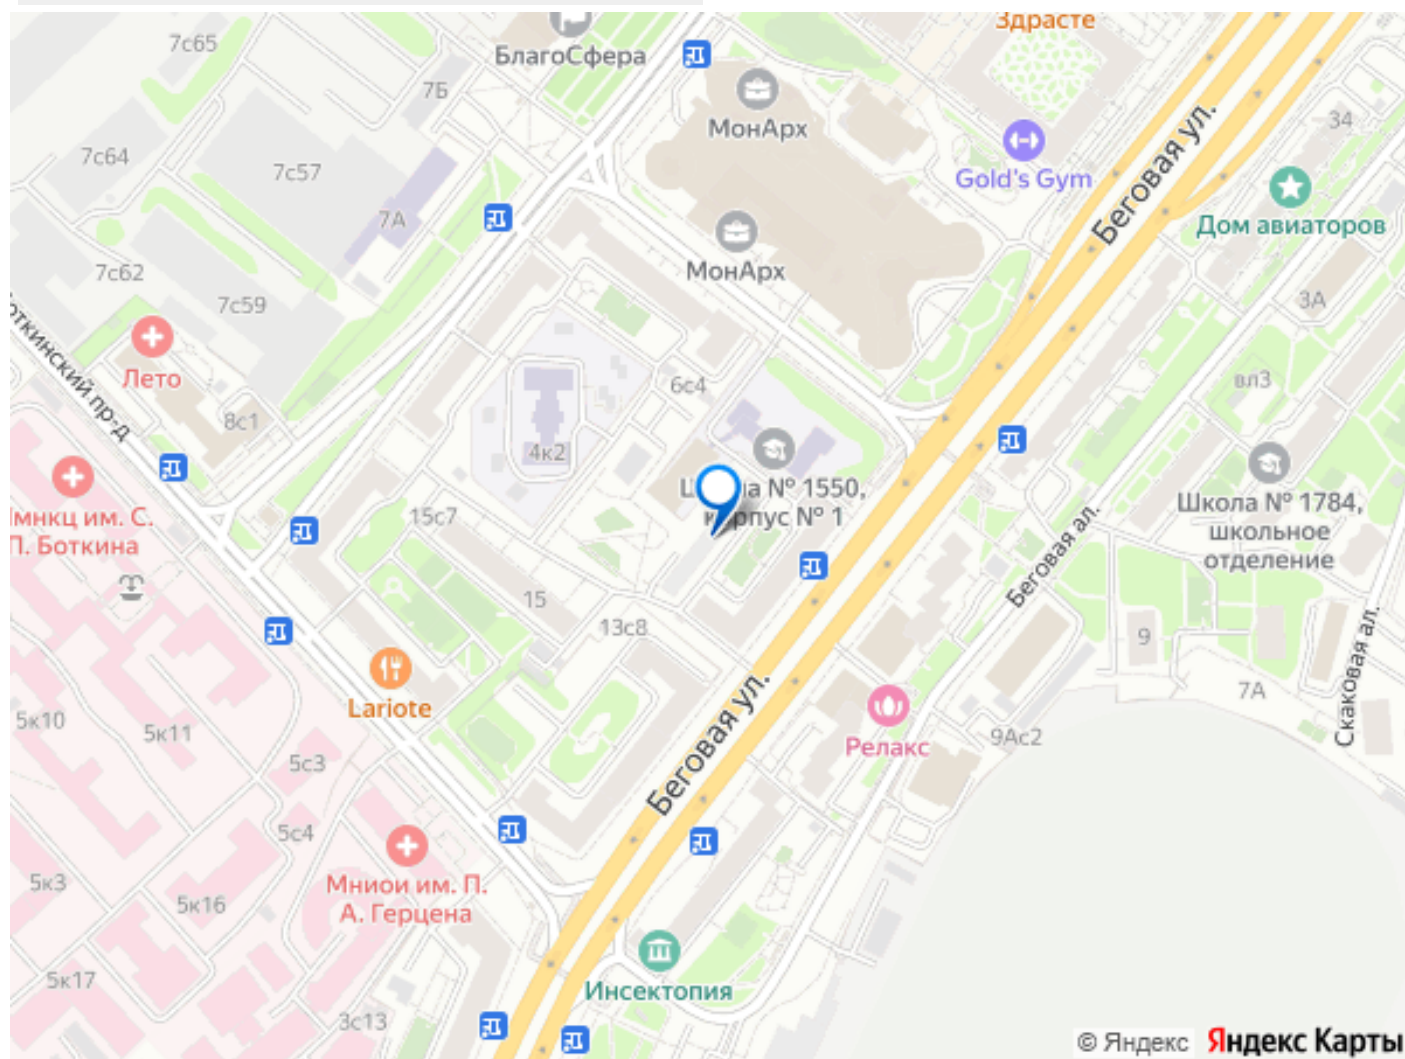 7с65
БлагоСфера
Здрасте
7Б
МонАрх
34
7с64
7с57
Gold's Gym
Беговая ул.
7А
Дом авиаторов
7с62
МонАрх
7с59
3А
Лето
6с4
вл3
8с1
4к2
Школа № 1784,
школьное
отделение
№ 1550,
№ 1
15с7
им. С.
П. Боткина
Беговая ал.
15
13с8
9
Скаковая ал.
7А
Lariote
5к10
5к11
Беговая ул.
Релакс
9Ас2
5с3
5с4
5к3
5к16
Мниои им. П.
А. Герцена
5к17
Инсектопия
3с13
© Яндекс Яндекс Карты